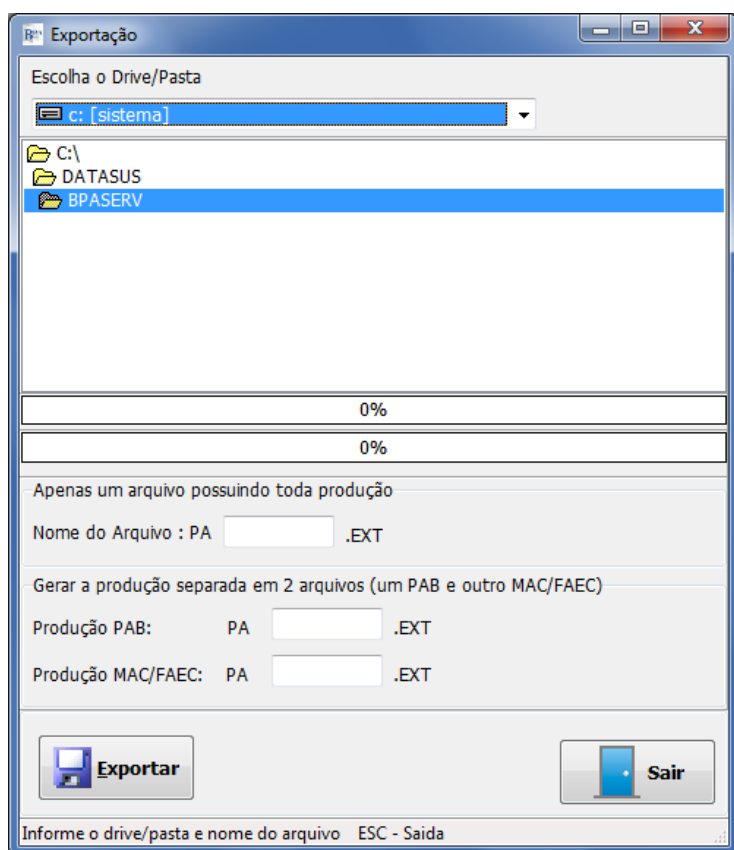 Exportação
Escolha o Drive/Pasta
c: [sistema]
C:\
DATASUS
BPASERV
0%
0%
Apenas um arquivo possuindo toda produção
Nome do Arquivo : PA .EXT
Gerar a produção separada em 2 arquivos (um PAB e outro MAC/FAEC)
Produção PAB: PA .EXT
Produção MAC/FAEC: PA .EXT
Exportar Sair
Informe o drive/pasta e nome do arquivo ESC - Saida